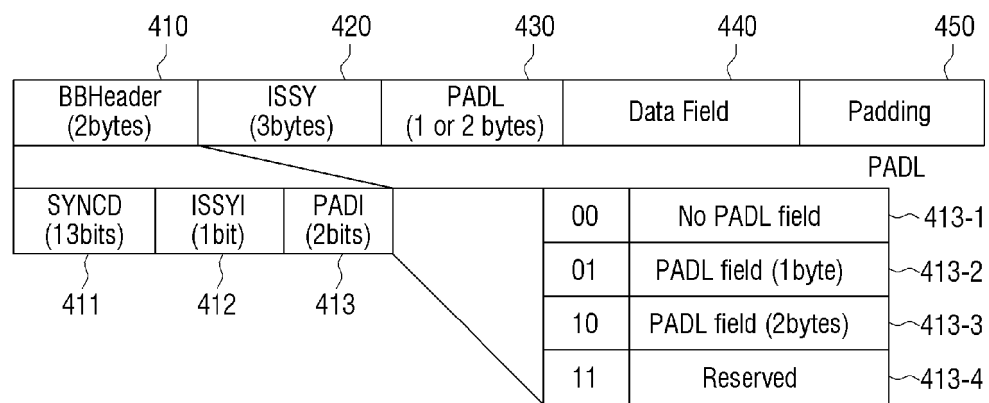 410 420 430 440 450
BBHeader ISSY PADL Data Field Padding
(2bytes) (3bytes) (1 or 2 bytes)
PADL
SYNCD ISSYI PADI
(13bits) (1bit) (2bits)
411 412 413
00 No PADL field 413-1
01 PADL field (1byte) 413-2
10 PADL field (2bytes) 413-3
11 Reserved 413-4